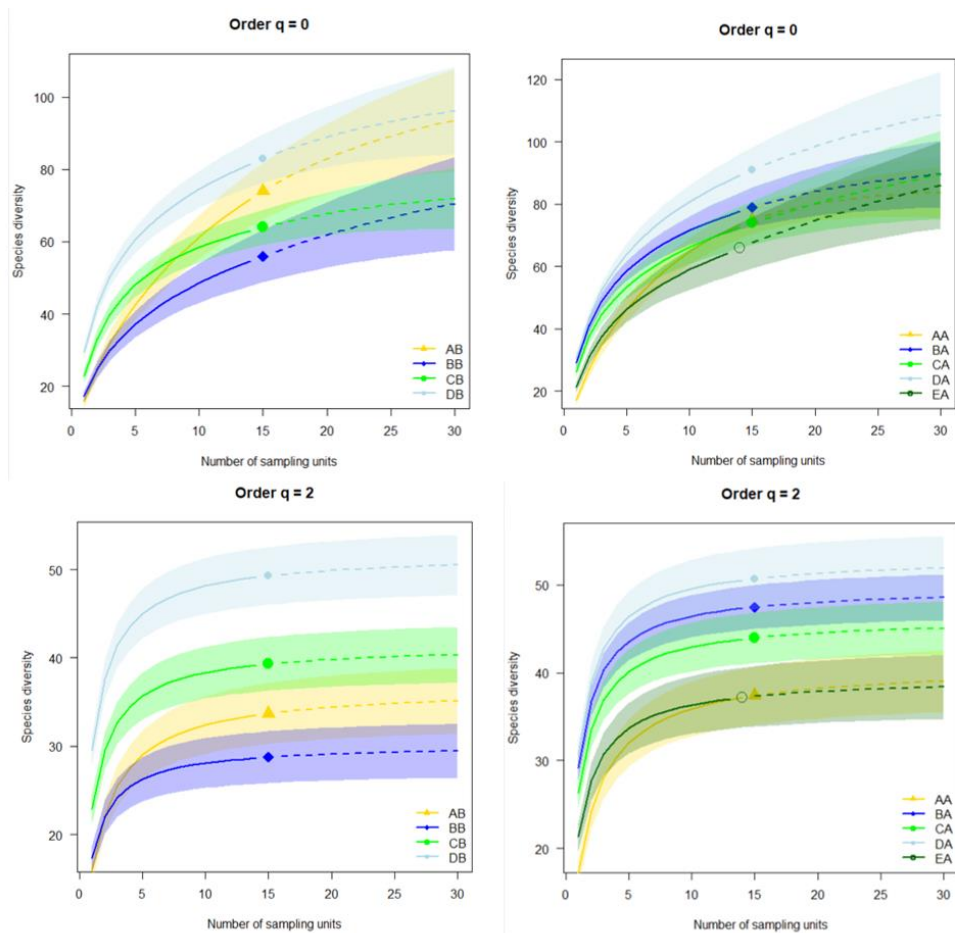 Order q = 0
Species diversity
100
80
60
40
20
0 5 10 15 20 25 30
Number of sampling units
AB
BB
CB
DB
Order q = 0
Species diversity
120
100
80
60
40
20
0 5 10 15 20 25 30
Number of sampling units
AA
BA
CA
DA
EA
Order q = 2
Species diversity
50
40
30
20
0 5 10 15 20 25 30
Number of sampling units
AB
BB
CB
DB
Order q = 2
Species diversity
50
40
30
20
0 5 10 15 20 25 30
Number of sampling units
AA
BA
CA
DA
EA